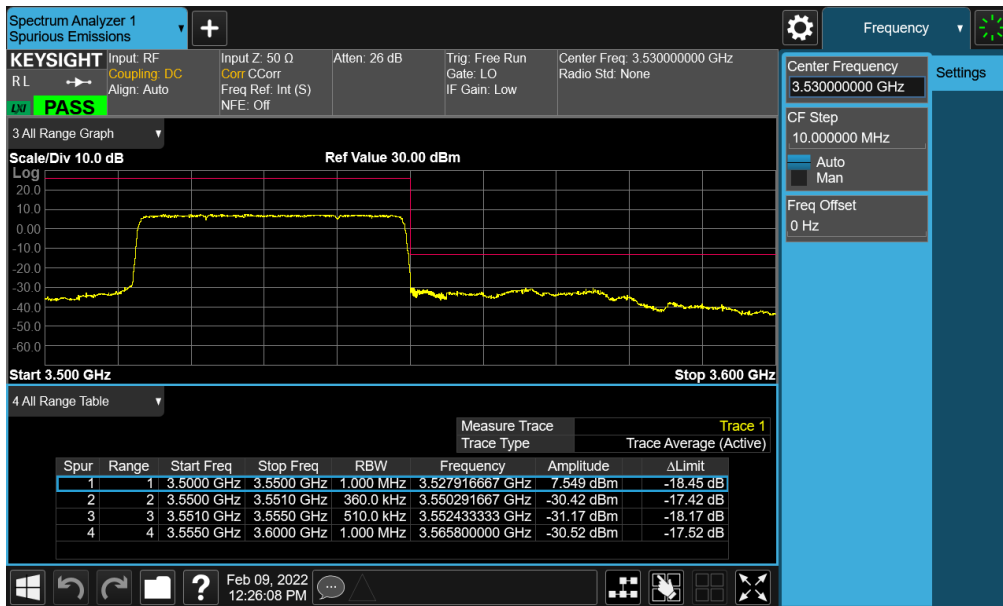 Spectrum Analyzer 1
Spurious Emissions
Frequency
KEYSIGHT
R L
LXI PASS
Input: RF
Coupling: DC
Align: Auto
Input Z: 50 Ω
Corr CCorr
Freq Ref: Int (S)
NFE: Off
Atten: 26 dB
Trig: Free Run
Gate: LO
IF Gain: Low
Center Freq: 3.530000000 GHz
Radio Std: None
Center Frequency
3.530000000 GHz
Settings
CF Step
10.000000 MHz
Auto
Man
Freq Offset
0 Hz
3 All Range Graph
Scale/Div 10.0 dB
Ref Value 30.00 dBm
Log
20.0
10.0
0.00
-10.0
-20.0
-30.0
-40.0
-50.0
-60.0
Start 3.500 GHz
Stop 3.600 GHz
4 All Range Table
Measure Trace Trace 1
Trace Type Trace Average (Active)
Spur Range Start Freq Stop Freq RBW Frequency Amplitude ΔLimit
1 1 3.5000 GHz 3.5500 GHz 1.000 MHz 3.527916667 GHz 7.549 dBm -18.45 dB
2 2 3.5500 GHz 3.5510 GHz 360.0 kHz 3.550291667 GHz -30.42 dBm -17.42 dB
3 3 3.5510 GHz 3.5550 GHz 510.0 kHz 3.552433333 GHz -31.17 dBm -18.17 dB
4 4 3.5550 GHz 3.6000 GHz 1.000 MHz 3.565800000 GHz -30.52 dBm -17.52 dB
Feb 09, 2022
12:26:08 PM